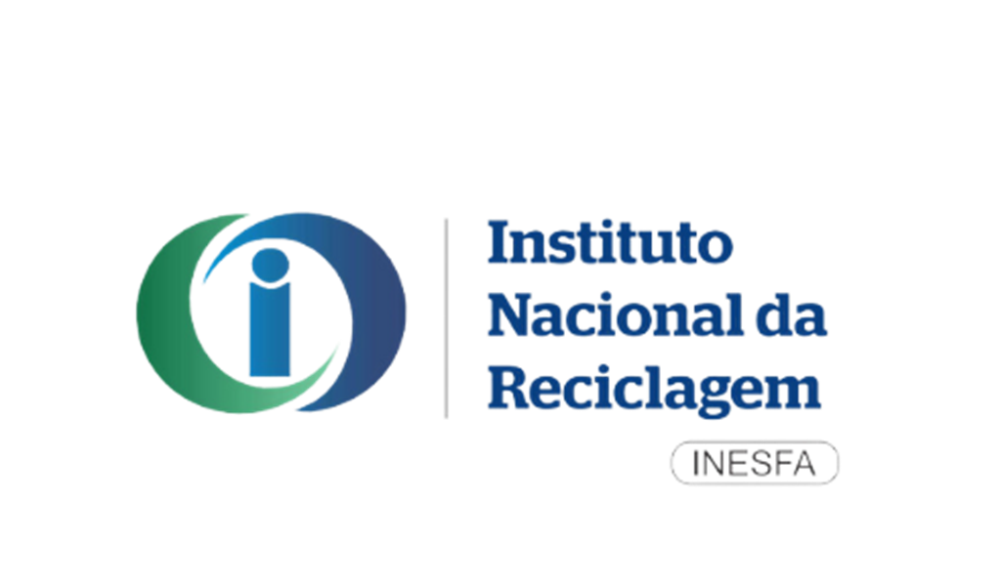 Instituto
Nacional da
Reciclagem
INESFA